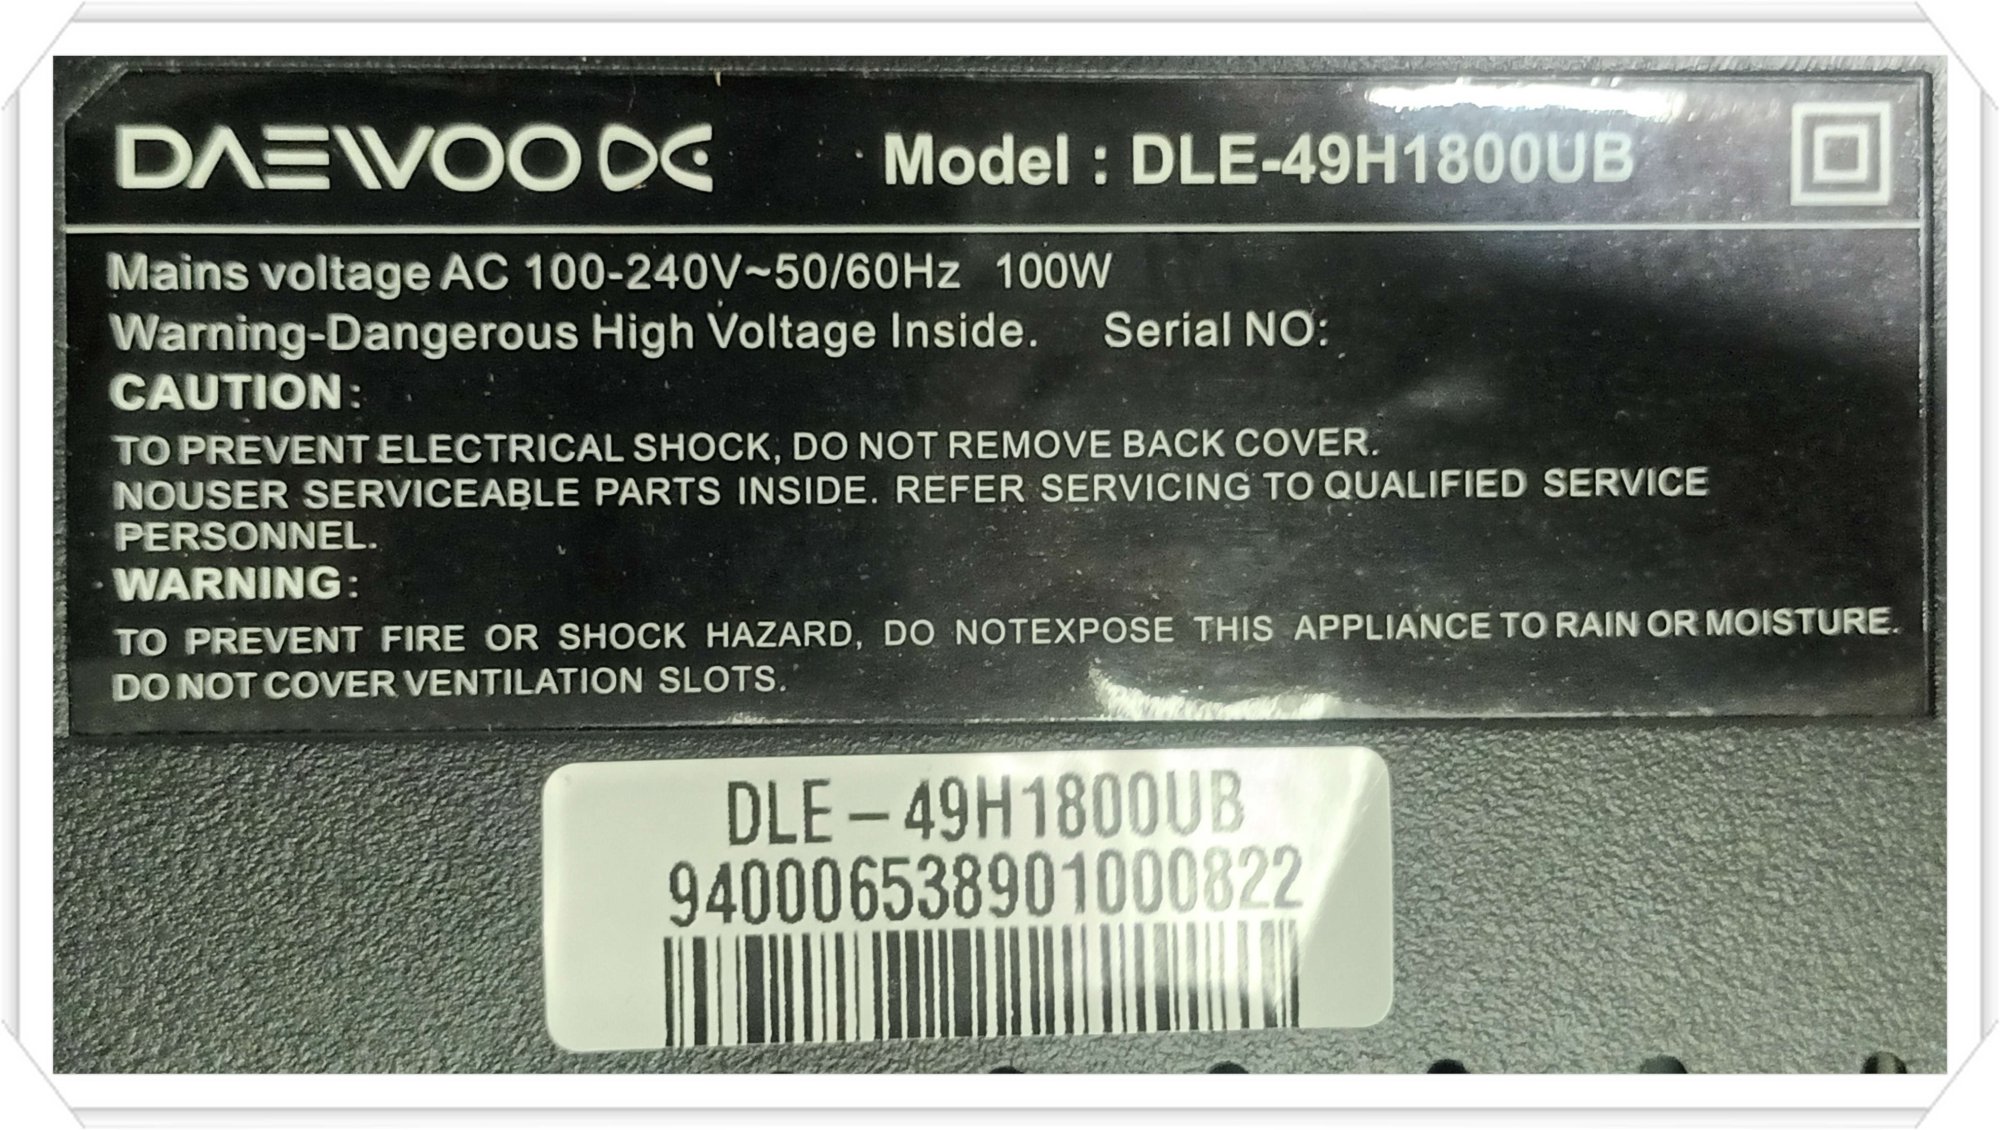 DAEWOO
Model : DLE-49H1800UB
Mains voltage AC 100-240V~50/60Hz 100W
Warning-Dangerous High Voltage Inside. Serial NO:
CAUTION:
TO PREVENT ELECTRICAL SHOCK, DO NOT REMOVE BACK COVER.
NOUSER SERVICEABLE PARTS INSIDE. REFER SERVICING TO QUALIFIED SERVICE
PERSONNEL.
WARNING:
TO PREVENT FIRE OR SHOCK HAZARD, DO NOTEXPOSE THIS APPLIANCE TO RAIN OR MOISTURE.
DO NOT COVER VENTILATION SLOTS.
DLE-49H1800UB
940006538901000822